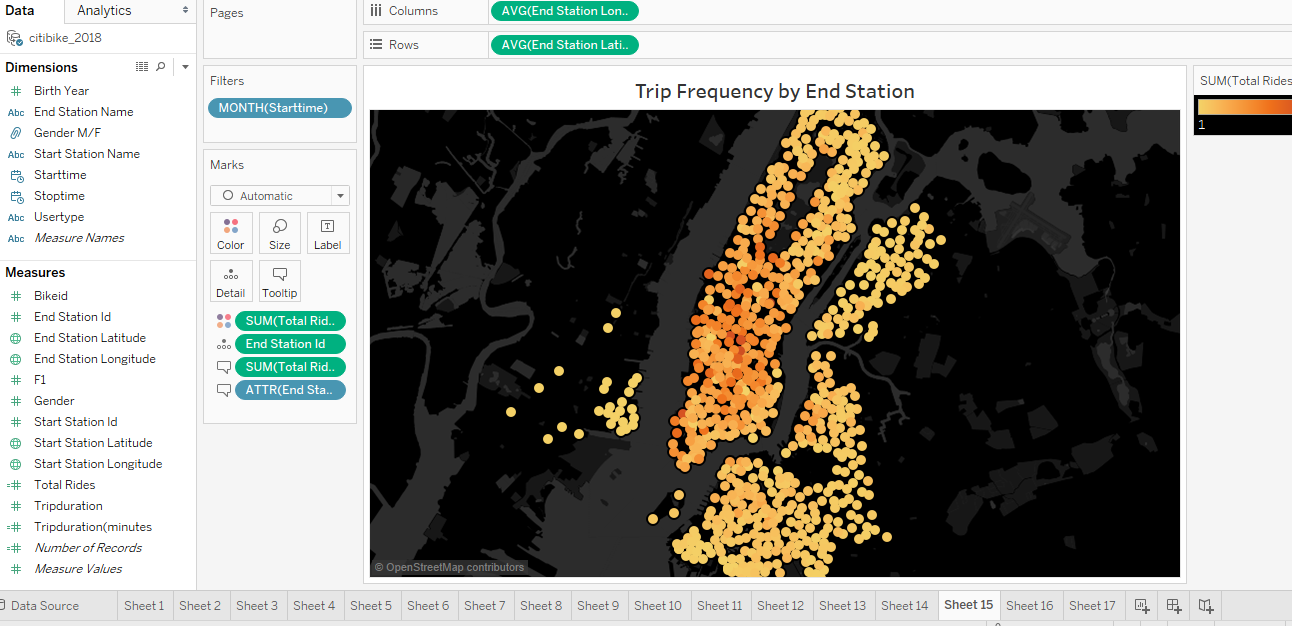 Data
Analytics
citibike_2018
Dimensions
Birth Year
Abc End Station Name
Gender M/F
Abc Start Station Name
Starttime
Stoptime
Abc Usertype
Abc Measure Names
Measures
Bikeid
End Station Id
End Station Latitude
End Station Longitude
F1
Gender
Start Station Id
Start Station Latitude
Start Station Longitude
Total Rides
Tripduration
Tripduration(minutes
Number of Records
Measure Values
Pages
Filters
MONTH(Starttime)
Marks
Automatic
Color
Size
T
Label
Detail
Tooltip
SUM(Total Rid..
End Station Id
SUM(Total Rid..
ATTR(End Sta..
Columns
AVG(End Station Lon..
Rows
AVG(End Station Lati..
Trip Frequency by End Station
© OpenStreetMap contributors
SUM(Total Rides
1
Data Source
Sheet 1
Sheet 2
Sheet 3
Sheet 4
Sheet 5
Sheet 6
Sheet 7
Sheet 8
Sheet 9
Sheet 10
Sheet 11
Sheet 12
Sheet 13
Sheet 14
Sheet 15
Sheet 16
Sheet 17